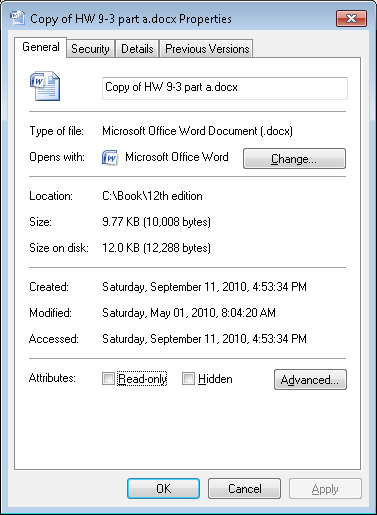 Copy of HW 9-3 part a.docx Properties
General Security Details Previous Versions
Copy of HW 9-3 part a.docx
Type of file: Microsoft Office Word Document (.docx)
Opens with: Microsoft Office Word Change...
Location: C:\Book\12th edition
Size: 9.77 KB (10,008 bytes)
Size on disk: 12.0 KB (12,288 bytes)
Created: Saturday, September 11, 2010, 4:53:34 PM
Modified: Saturday, May 01, 2010, 8:04:20 AM
Accessed: Saturday, September 11, 2010, 4:53:34 PM
Attributes: Read-only Hidden Advanced...
OK Cancel Apply